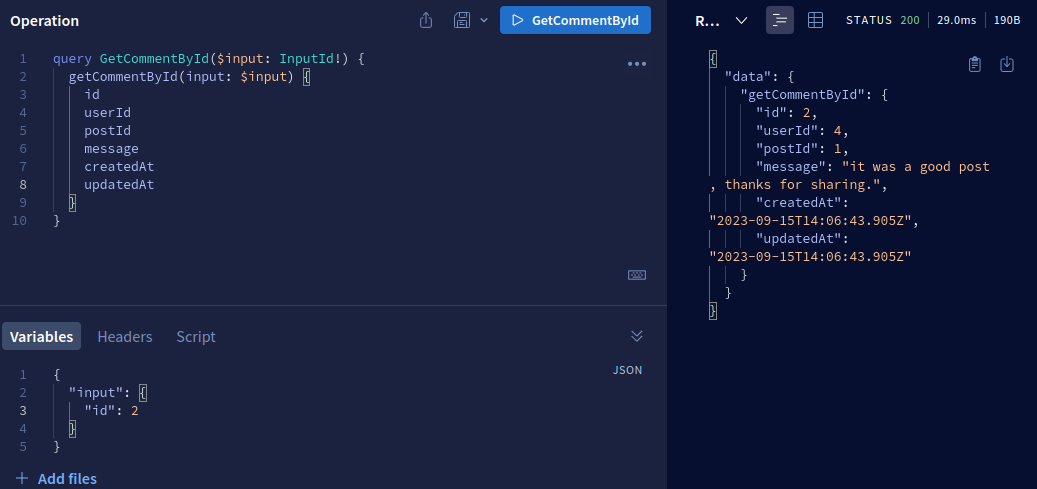 Operation
GetCommentById
1 query GetCommentById($input: InputId!) {
2   getCommentById(input: $input) {
3     id
4     userId
5     postId
6     message
7     createdAt
8     updatedAt
9   }
10 }
Variables Headers Script
JSON
1 {
2   "input": {
3     "id": 2
4   }
5 }
+ Add files
R... STATUS 200 29.0ms 190B
{
  "data": {
    "getCommentById": {
      "id": 2,
      "userId": 4,
      "postId": 1,
      "message": "it was a good post
, thanks for sharing.",
      "createdAt":
"2023-09-15T14:06:43.905Z",
      "updatedAt":
"2023-09-15T14:06:43.905Z"
    }
  }
}